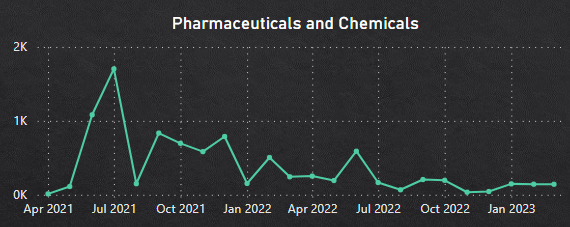 Pharmaceuticals and Chemicals
2K
1K
0K
Apr 2021 Jul 2021 Oct 2021 Jan 2022 Apr 2022 Jul 2022 Oct 2022 Jan 2023